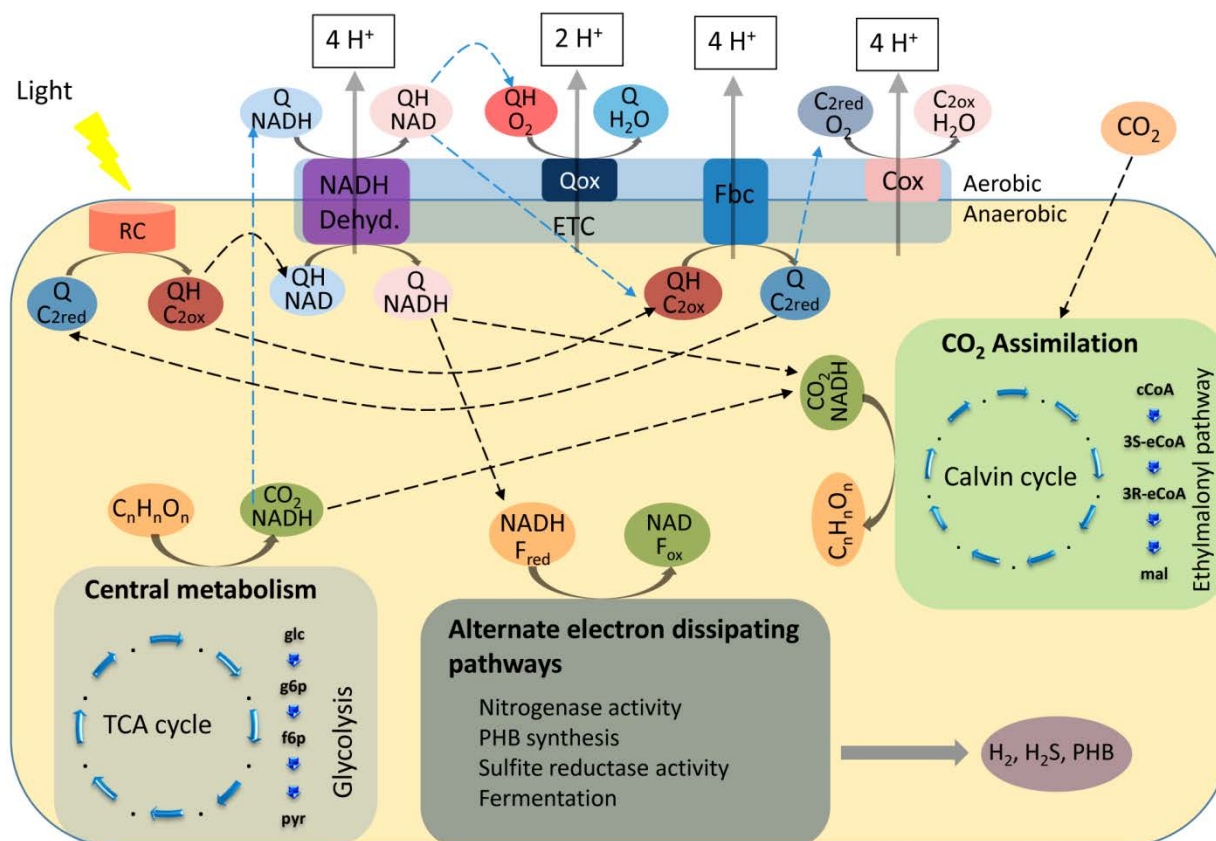 4 H⁺
2 H⁺
4 H⁺
4 H⁺
Light
Q
NADH
QH
NAD
QH
O₂
Q
H₂O
C₂red
O₂
C₂ox
H₂O
CO₂
NADH
Dehyd.
Qox
Fbc
Cox
Aerobic
Anaerobic
ETC
RC
Q
C₂red
QH
C₂ox
QH
NAD
Q
NADH
QH
C₂ox
Q
C₂red
CO₂ Assimilation
Calvin cycle
cCoA
3S-eCoA
3R-eCoA
mal
Ethylmalonyl pathway
CO₂
NADH
CₙHₙOₙ
CₙHₙOₙ
CO₂
NADH
NADH
F_red
NAD
F_ox
Central metabolism
TCA cycle
glc
g6p
f6p
pyr
Glycolysis
Alternate electron dissipating
pathways
Nitrogenase activity
PHB synthesis
Sulfite reductase activity
Fermentation
H₂, H₂S, PHB